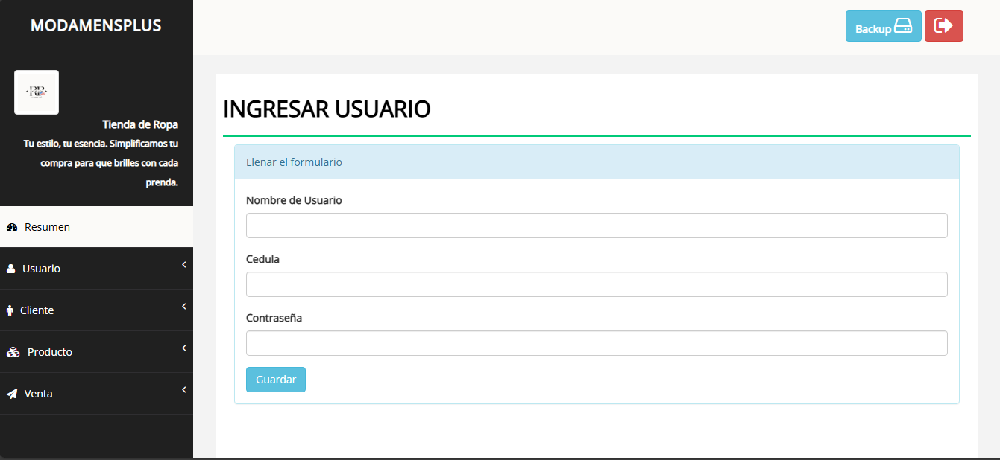 MODAMENSPLUS
Backup
RR
Tienda de Ropa
Tu estilo, tu esencia. Simplificamos tu
compra para que brilles con cada
prenda.
Resumen
Usuario
Cliente
Producto
Venta
INGRESAR USUARIO
Llenar el formulario
Nombre de Usuario
Cedula
Contraseña
Guardar